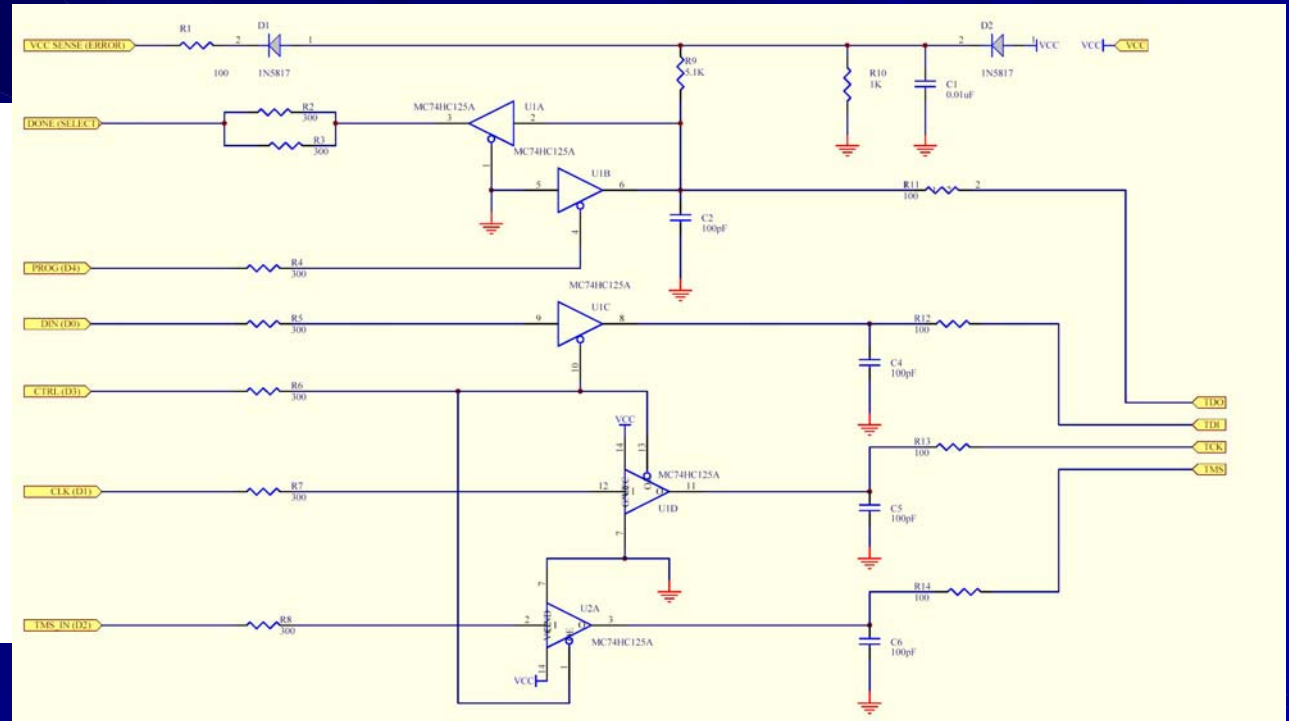 R1
D1
D2
VCC SENSE (ERROR)
2
1
2
1
VCC
VCC
VCC
100
1N5817
R9
5.1K
R10
1K
C1
0.01uF
1N5817
R2
300
MC74HC125A
U1A
DONE (SELECT)
3
2
R3
300
1
MC74HC125A
U1B
5
6
R11
100
2
4
C2
100pF
PROG (D4)
R4
300
MC74HC125A
U1C
DIN (D0)
R5
300
9
8
R12
100
10
C4
100pF
CTRL (D3)
R6
300
TDO
VCC
TDI
14
13
R13
100
TCK
MC74HC125A
TMS
CLK (D1)
R7
300
12
I
O
11
U1D
C5
100pF
7
7
R14
100
U2A
TMS_IN (D2)
R8
300
2
I
O
3
MC74HC125A
C6
100pF
14
1
VCC